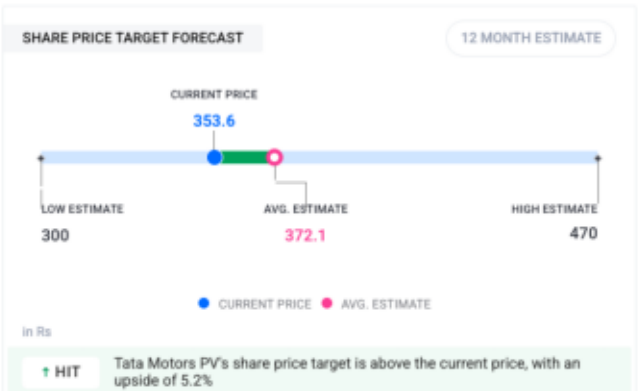 SHARE PRICE TARGET FORECAST
12 MONTH ESTIMATE
CURRENT PRICE
353.6
LOW ESTIMATE
AVG. ESTIMATE
HIGH ESTIMATE
300
372.1
470
CURRENT PRICE
AVG. ESTIMATE
in Rs
↑ HIT
Tata Motors PV's share price target is above the current price, with an
upside of 5.2%